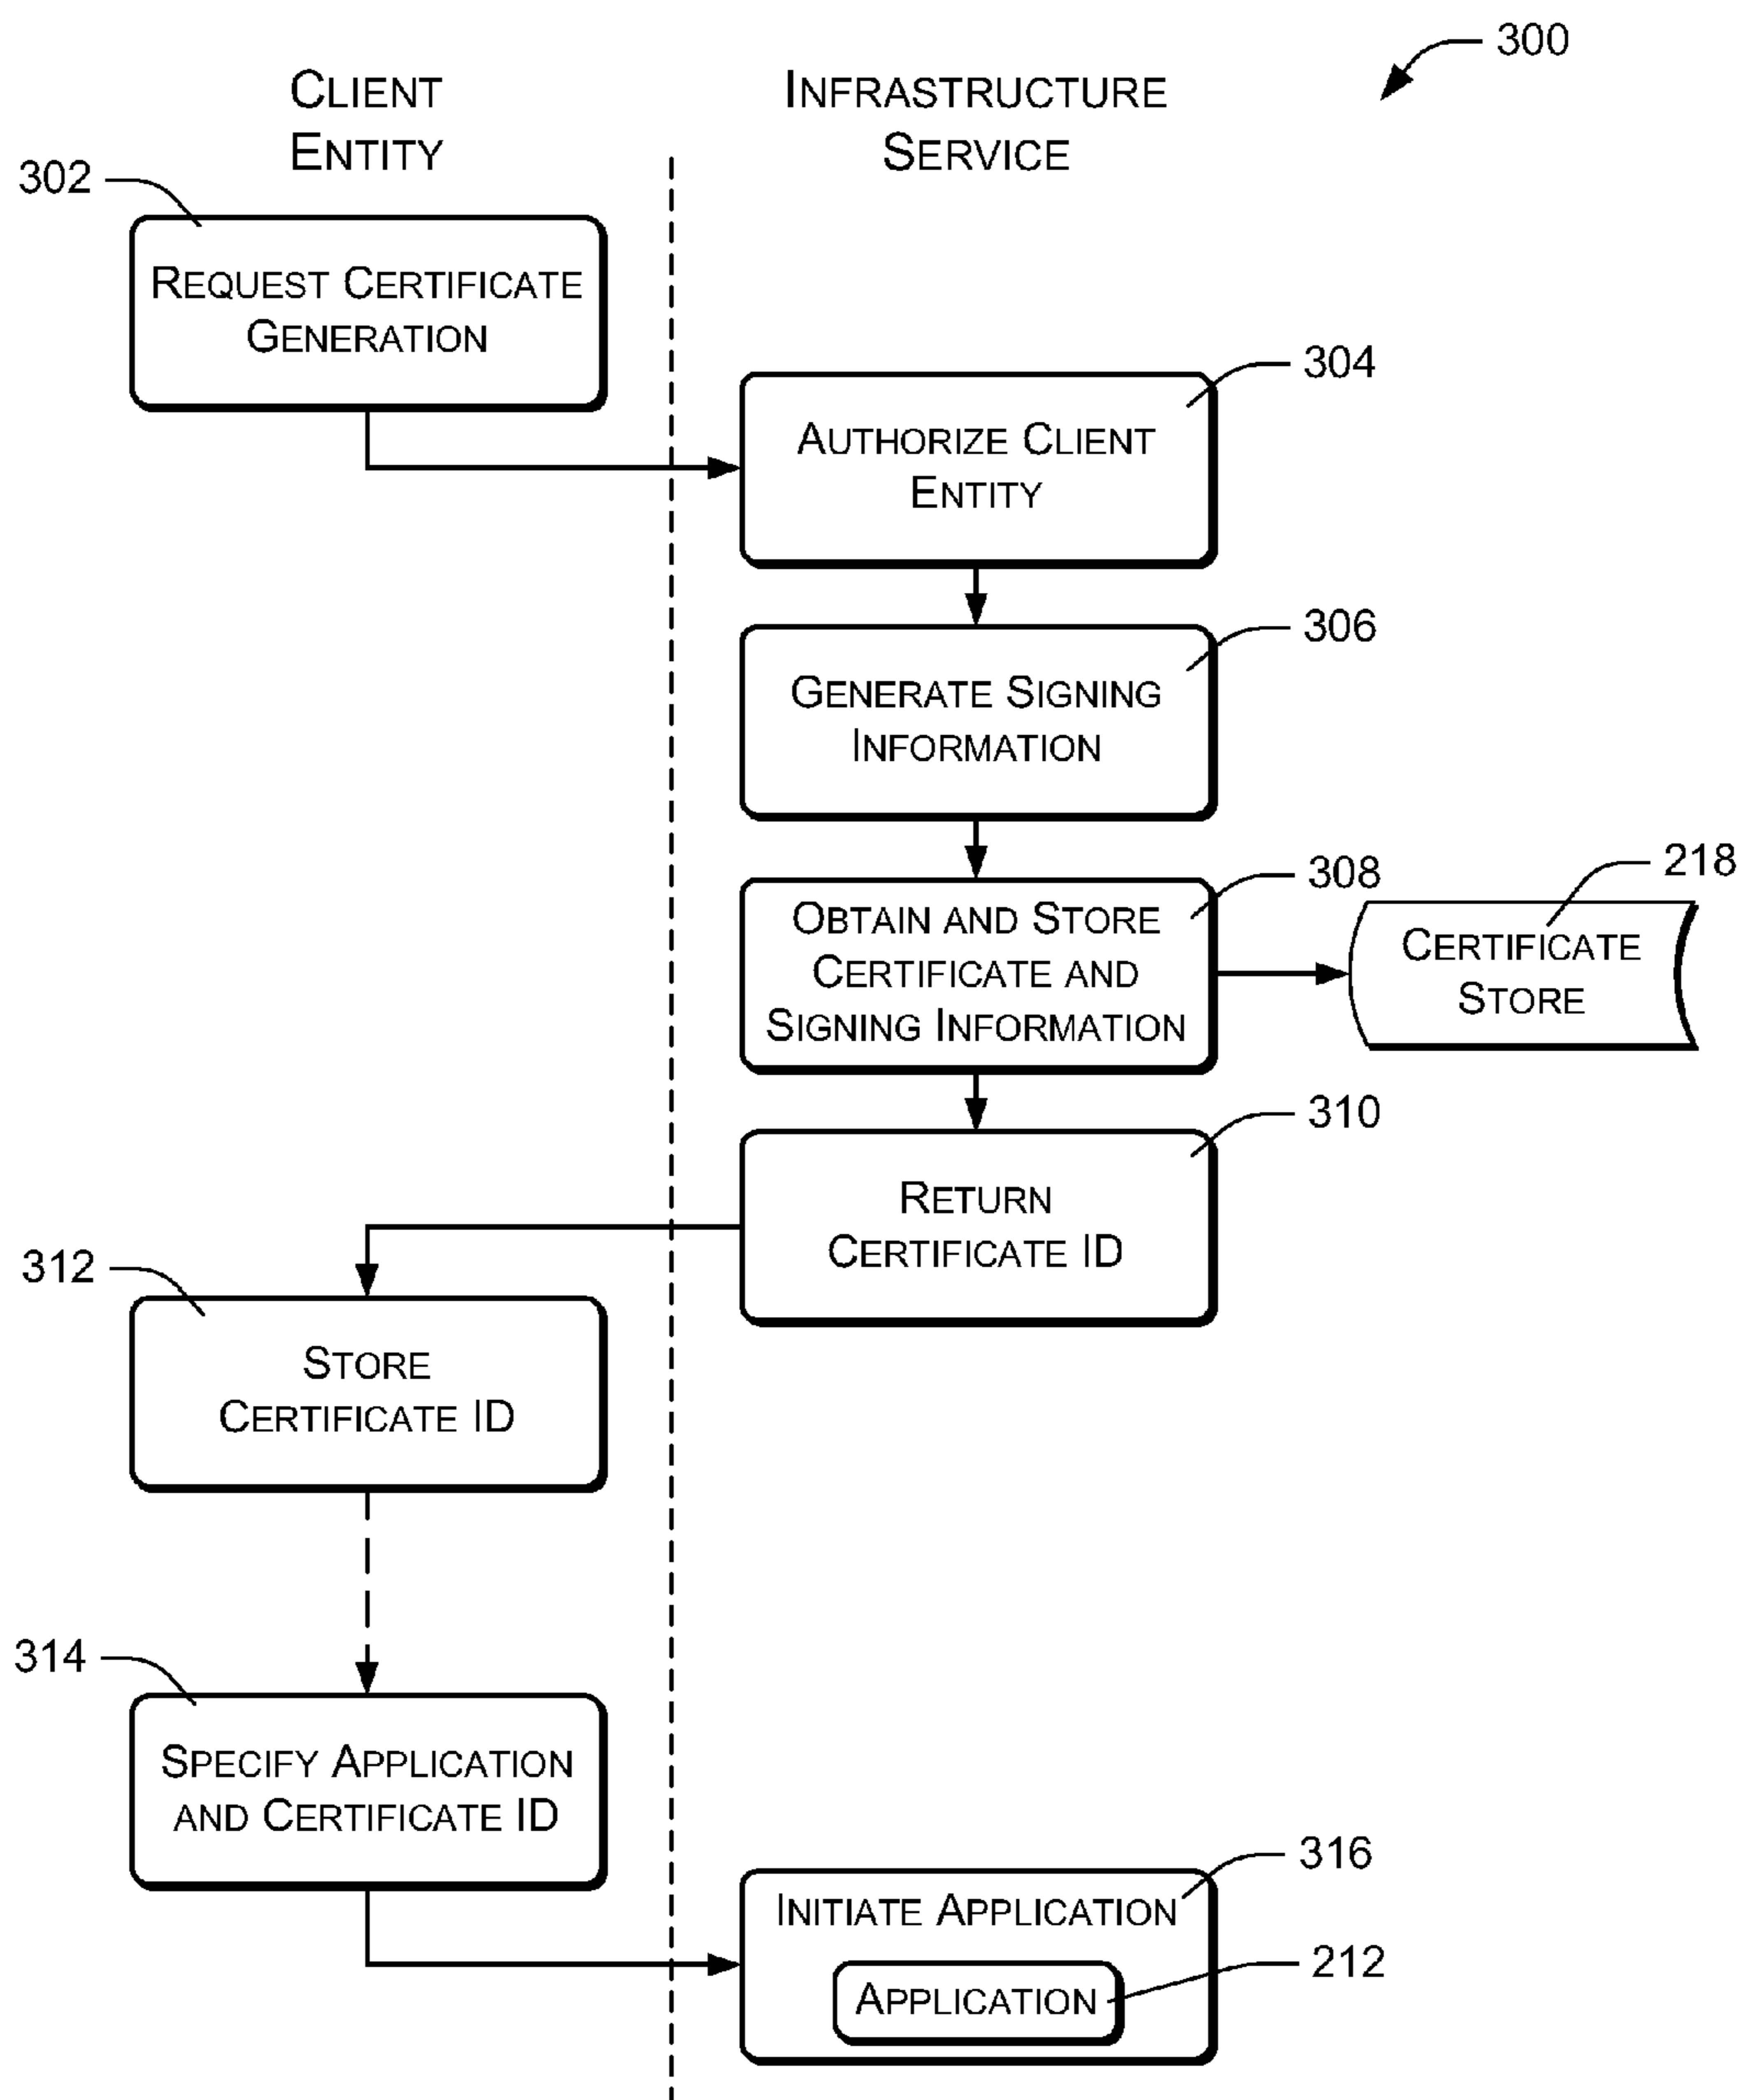 300
CLIENT
ENTITY
INFRASTRUCTURE
SERVICE
302
REQUEST CERTIFICATE
GENERATION
304
AUTHORIZE CLIENT
ENTITY
306
GENERATE SIGNING
INFORMATION
308
OBTAIN AND STORE
CERTIFICATE AND
SIGNING INFORMATION
218
CERTIFICATE
STORE
310
RETURN
CERTIFICATE ID
312
STORE
CERTIFICATE ID
314
SPECIFY APPLICATION
AND CERTIFICATE ID
316
INITIATE APPLICATION
212
APPLICATION